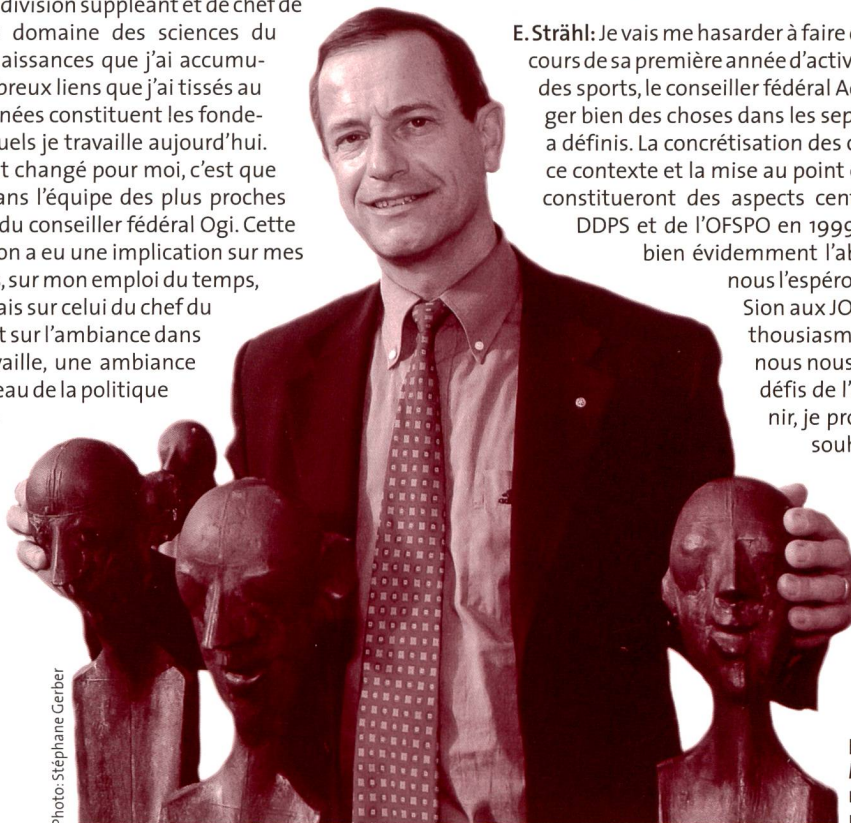 division suppléant et de chef de
domaine des sciences du
aissances que j'ai accumu-
breux liens que j'ai tissés au
nées constituent les fonde-
uels je travaille aujourd'hui.
t changé pour moi, c'est que
ans l'équipe des plus proches
du conseiller fédéral Ogi. Cette
on a eu une implication sur mes
, sur mon emploi du temps,
ais sur celui du chef du
t sur l'ambiance dans
vaille, une ambiance
eau de la politique
E. Strähl: Je vais me hasarder à faire
cours de sa première année d'activ
des sports, le conseiller fédéral A
ger bien des choses dans les sep
a définis. La concrétisation des
ce contexte et la mise au point
constitueront des aspects cent
DDPS et de l'OFSPO en 1999
bien évidemment l'a
nous l'espéro
Sion aux JO
thousiasm
nous nous
défis de l'
nir, je pro
souh
Photo: Stéphane Gerber